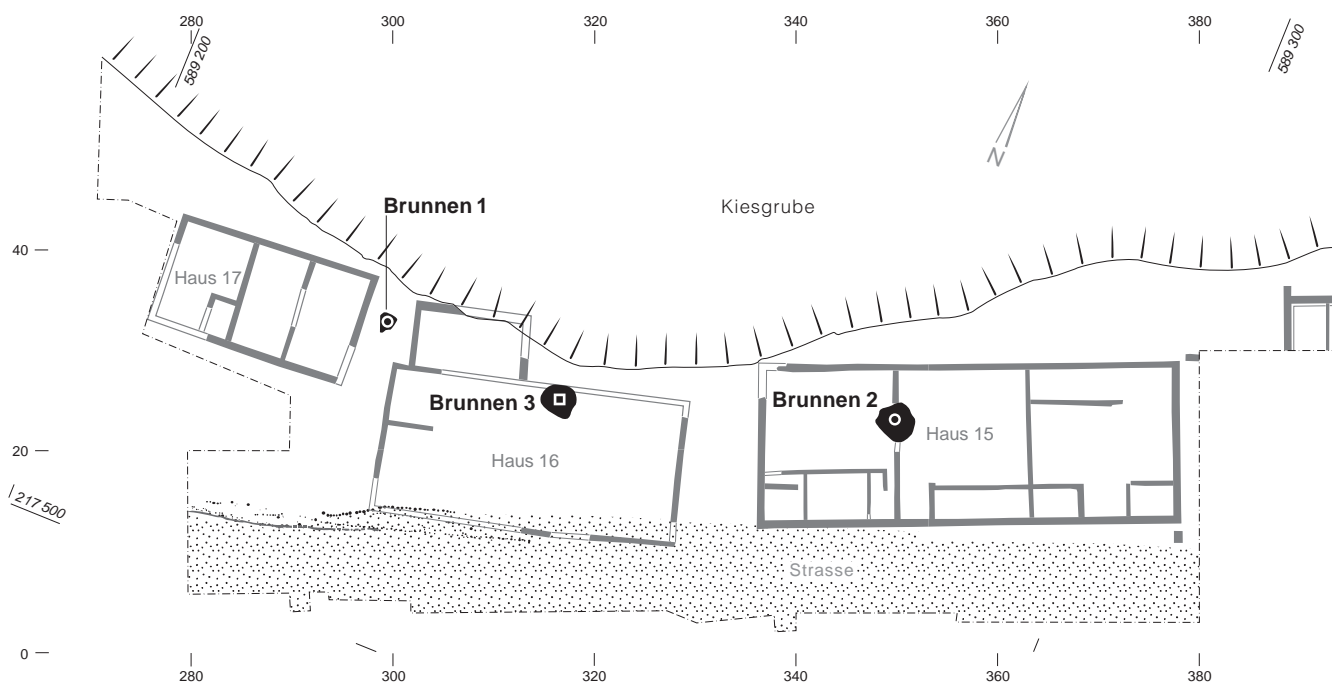 280 300 320 340 360 380
589 200
589 300
N
Brunnen 1
Kiesgrube
40
Haus 17
Brunnen 3
Brunnen 2
Haus 15
20
Haus 16
217 500
Strasse
0
280 300 320 340 360 380